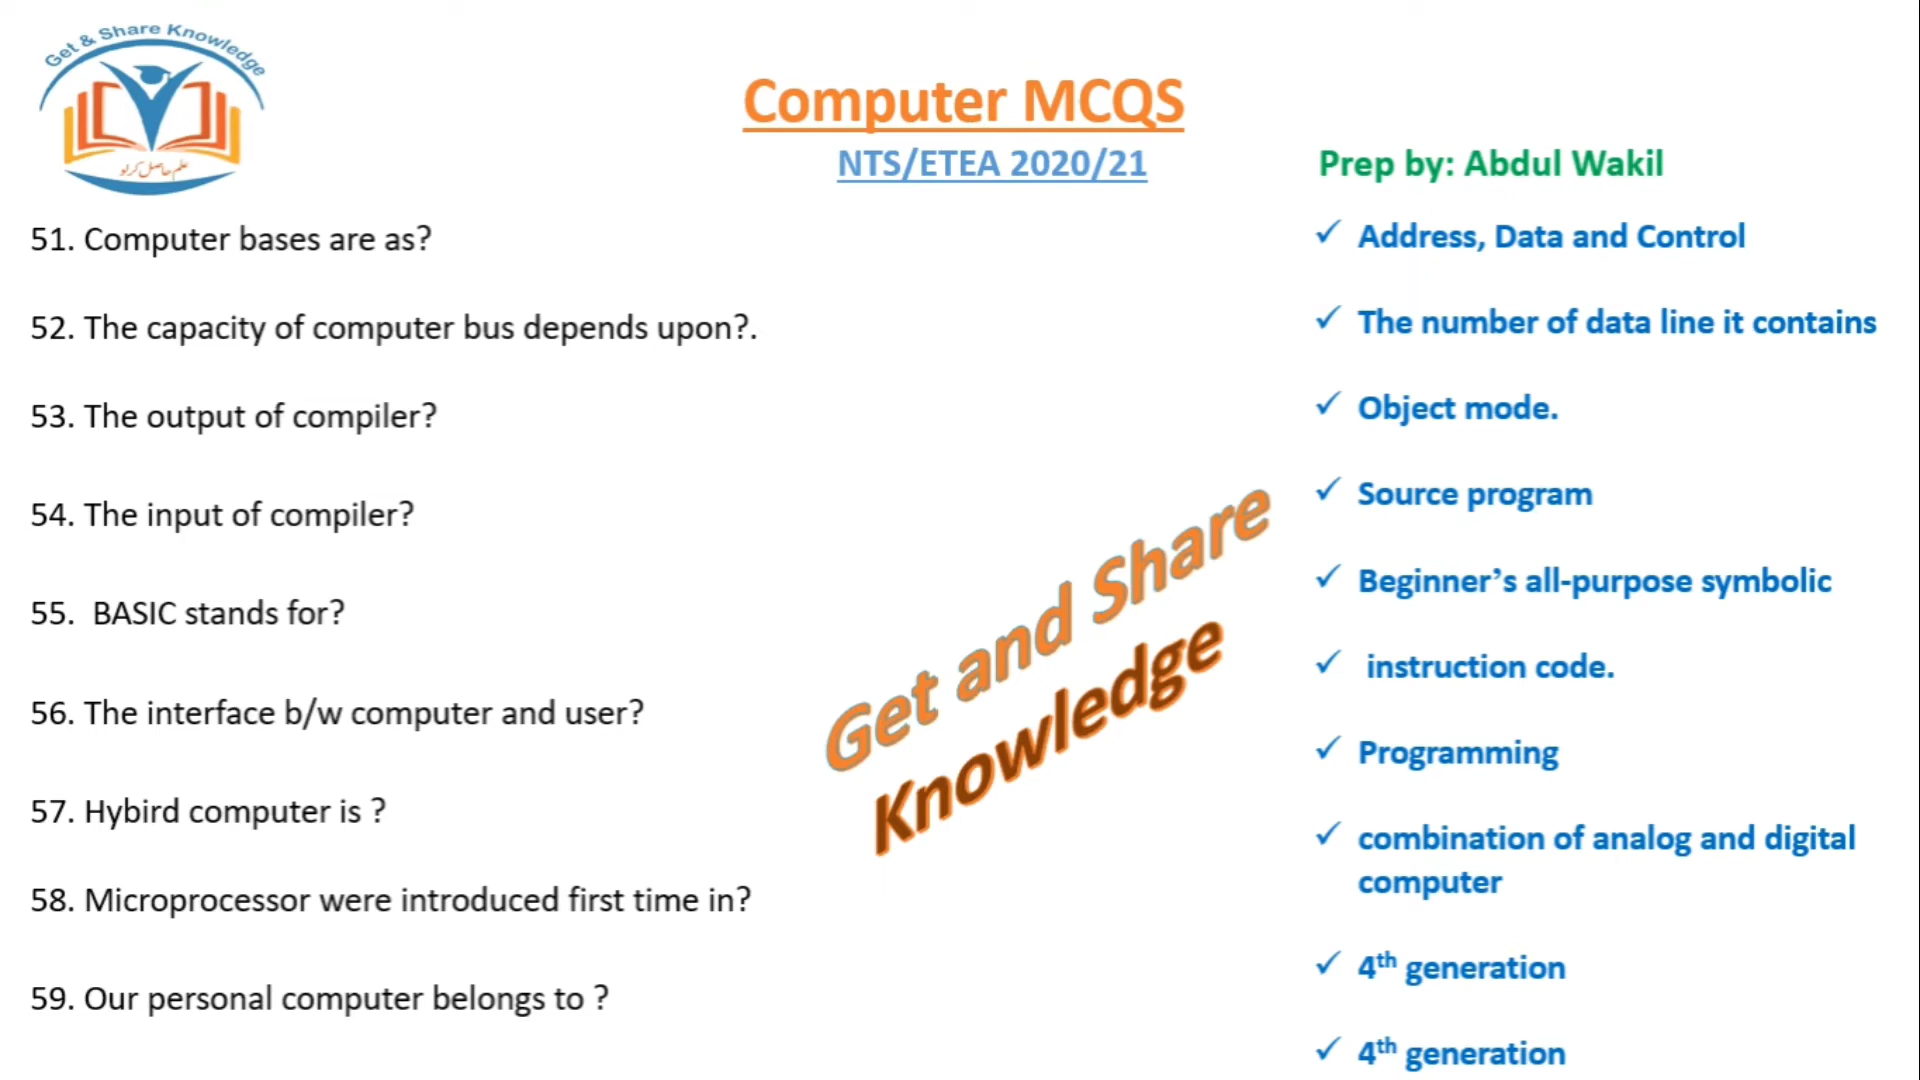 Get & Share Knowledge
علم حاصل کرلو
Computer MCQS
NTS/ETEA 2020/21
Prep by: Abdul Wakil
51. Computer bases are as?
52. The capacity of computer bus depends upon?.
53. The output of compiler?
54. The input of compiler?
55. BASIC stands for?
56. The interface b/w computer and user?
57. Hybird computer is ?
58. Microprocessor were introduced first time in?
59. Our personal computer belongs to ?
Get and Share
Knowledge
✓ Address, Data and Control
✓ The number of data line it contains
✓ Object mode.
✓ Source program
✓ Beginner’s all-purpose symbolic
✓ instruction code.
✓ Programming
✓ combination of analog and digital
computer
✓ 4th generation
✓ 4th generation